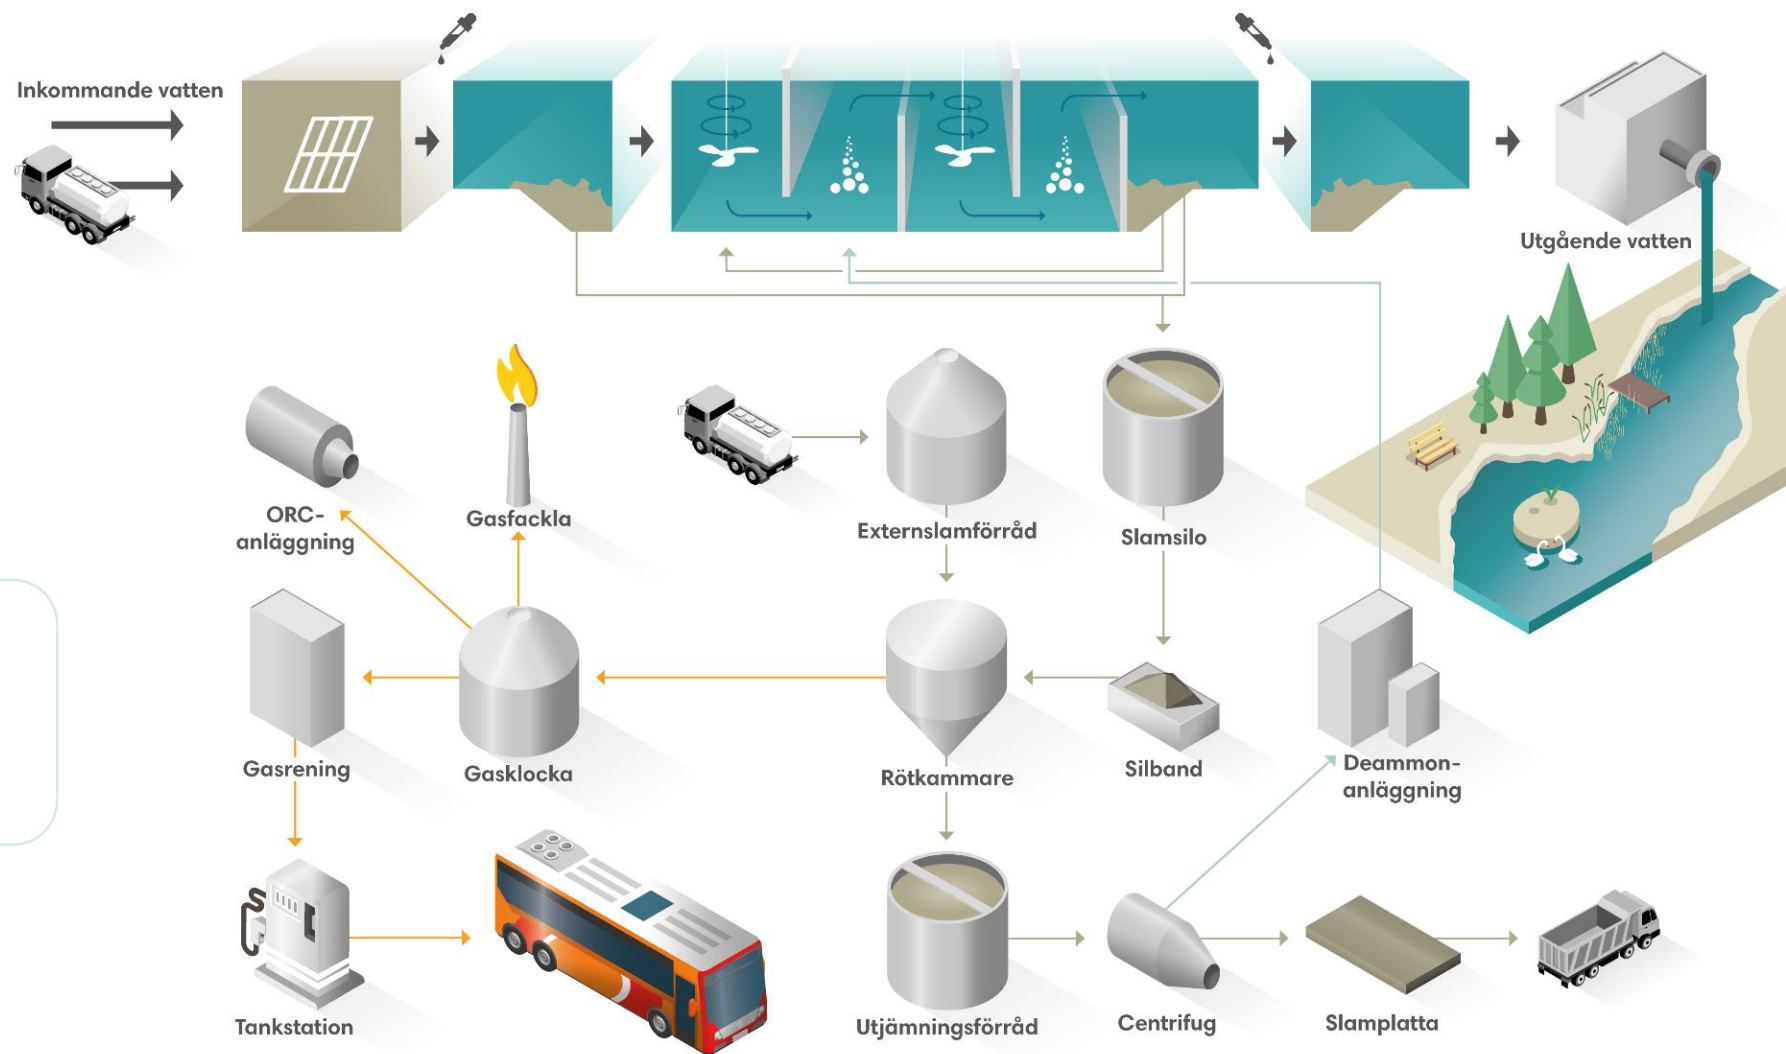 Inkommande vatten
Utgående vatten
ORC-
anläggning
Gasfackla
Externslamförråd
Slamsilo
Gasrening
Gasklocka
Rötkammare
Silband
Deammon-
anläggning
Tankstation
Utjämningsförråd
Centrifug
Slamplatta